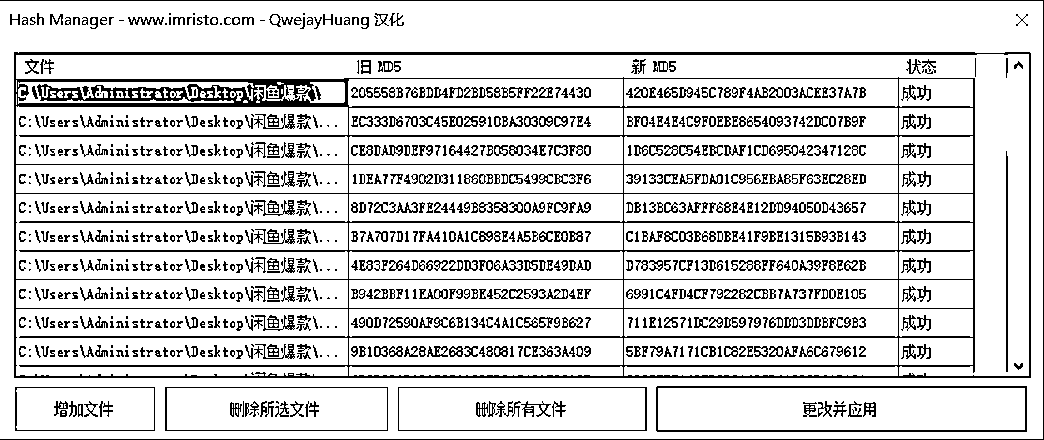 Hash Manager - www.imristo.com - QwejayHuang 汉化
文件 旧 MD5 新 MD5 状态
C:\Users\Administrator\Desktop\闲鱼爆款\ 205558B76BDD4FD2BD58B5FF22E74430 420E465D945C789F4AB2003ACEE37A7B 成功
C:\Users\Administrator\Desktop\闲鱼爆款\... EC333D6703C45E02591DBA30309C97E4 BF04E4E4C9F0EBE8654093742DC07B9F 成功
C:\Users\Administrator\Desktop\闲鱼爆款\... CE8DAD9DEF97164427B058034E7C3F80 1D6C528C54EBCDAF1CD695042347128C 成功
C:\Users\Administrator\Desktop\闲鱼爆款\... 1DEA77F4902D311860BBDC5499CBC3F6 39133CEA5FDA01C956EBA85F63EC28ED 成功
C:\Users\Administrator\Desktop\闲鱼爆款\... 8D72C3AA3FE24449B8358300A9FC9FA9 DB13BC63AFFF68E4E12DD94050D43657 成功
C:\Users\Administrator\Desktop\闲鱼爆款\... B7A707D17FA410A1C898E4A5B6CE0B87 C1BAF8C03B68DBE41F9BE1315B93B143 成功
C:\Users\Administrator\Desktop\闲鱼爆款\... 4E83F264D66922DD3F06A33D5DE49DAD D783957CF13D615288FF640A39F8E62B 成功
C:\Users\Administrator\Desktop\闲鱼爆款\... B942BBF11EA00F99BE452C2593A2D4EF 6991C4FD4CF792282CBB7A737FD0E105 成功
C:\Users\Administrator\Desktop\闲鱼爆款\... 490D72590AF9C6B134C4A1C565F9B627 711E12571DC29D597976DDD3DDBFC9B3 成功
C:\Users\Administrator\Desktop\闲鱼爆款\... 9B10368A28AE2683C480817CE363A409 5BF79A7171CB1C82E5320AFA6C679612 成功
增加文件 删除所选文件 删除所有文件 更改并应用